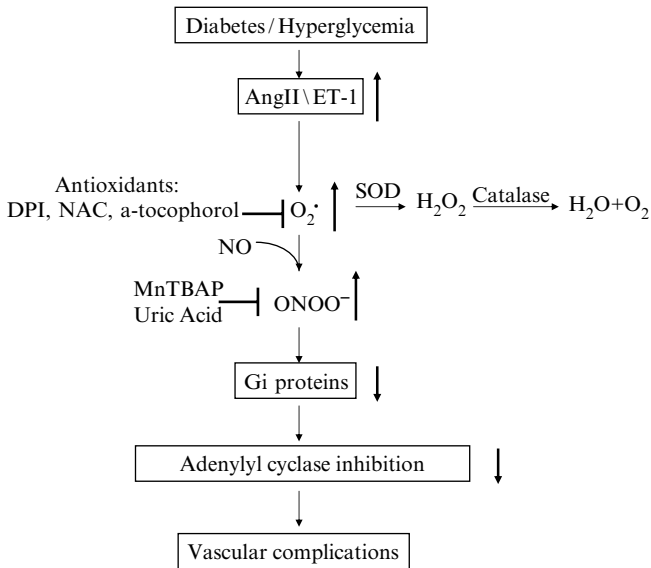 Diabetes/Hyperglycemia
AngII\ET-1
Antioxidants:
DPI, NAC, a-tocophorol
O₂˙
SOD
H₂O₂
Catalase
H₂O+O₂
NO
MnTBAP
Uric Acid
ONOO⁻
Gi proteins
Adenylyl cyclase inhibition
Vascular complications